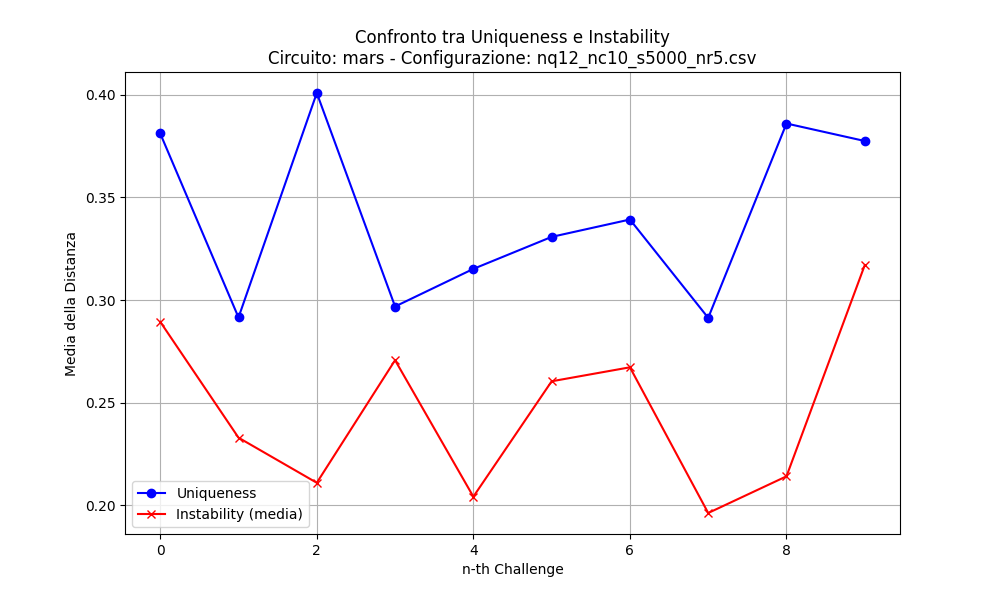 Confronto tra Uniqueness e Instability
Circuito: mars - Configurazione: nq12_nc10_s5000_nr5.csv
Media della Distanza
0.40
0.35
0.30
0.25
0.20
Uniqueness
Instability (media)
0 2 4 6 8
n-th Challenge